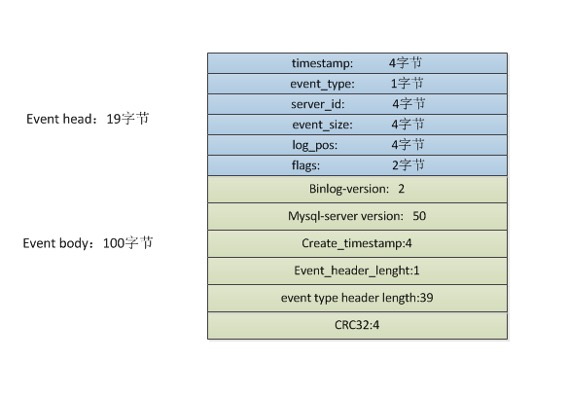 timestamp: 4字节
event_type: 1字节
server_id: 4字节
Event head：19字节
event_size: 4字节
log_pos: 4字节
flags: 2字节
Binlog-version: 2
Mysql-server version: 50
Event body：100字节
Create_timestamp:4
Event_header_lenght:1
event type header length:39
CRC32:4